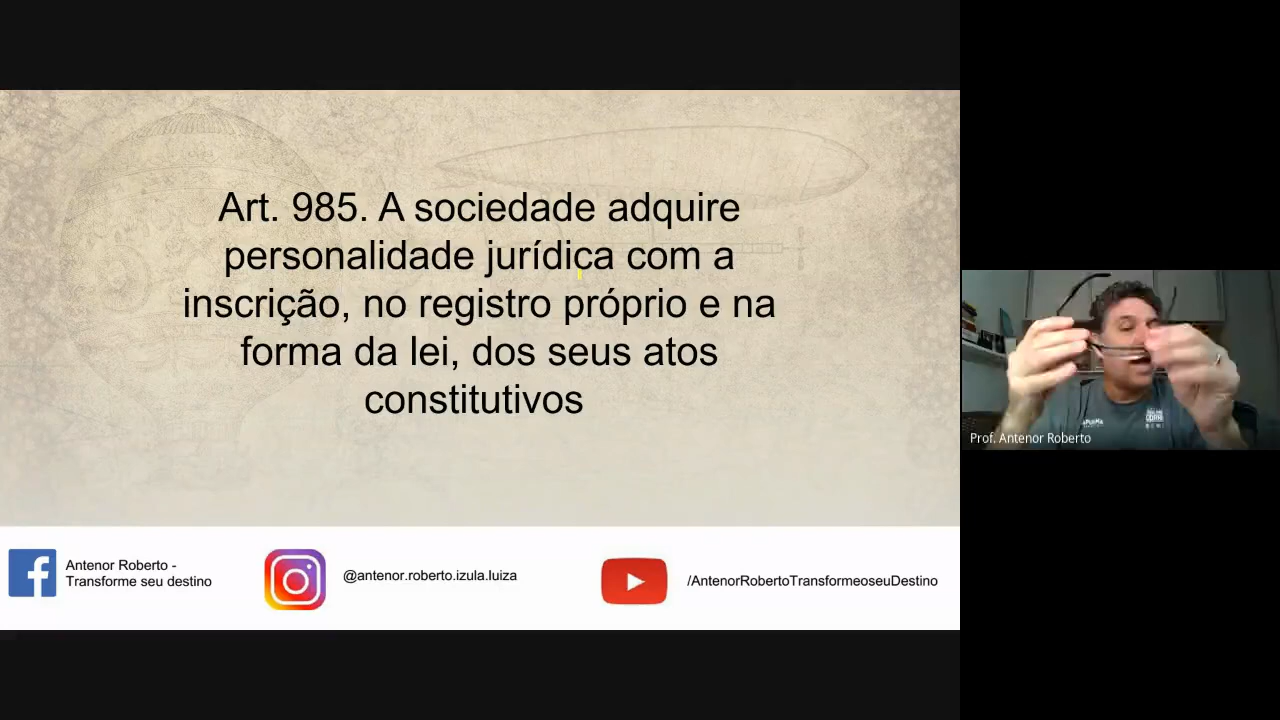 Art. 985. A sociedade adquire
personalidade jurídica com a
inscrição, no registro próprio e na
forma da lei, dos seus atos
constitutivos
Antenor Roberto -
Transforme seu destino
@antenor.roberto.izula.luiza
/AntenorRobertoTransformeoseuDestino
Prof. Antenor Roberto